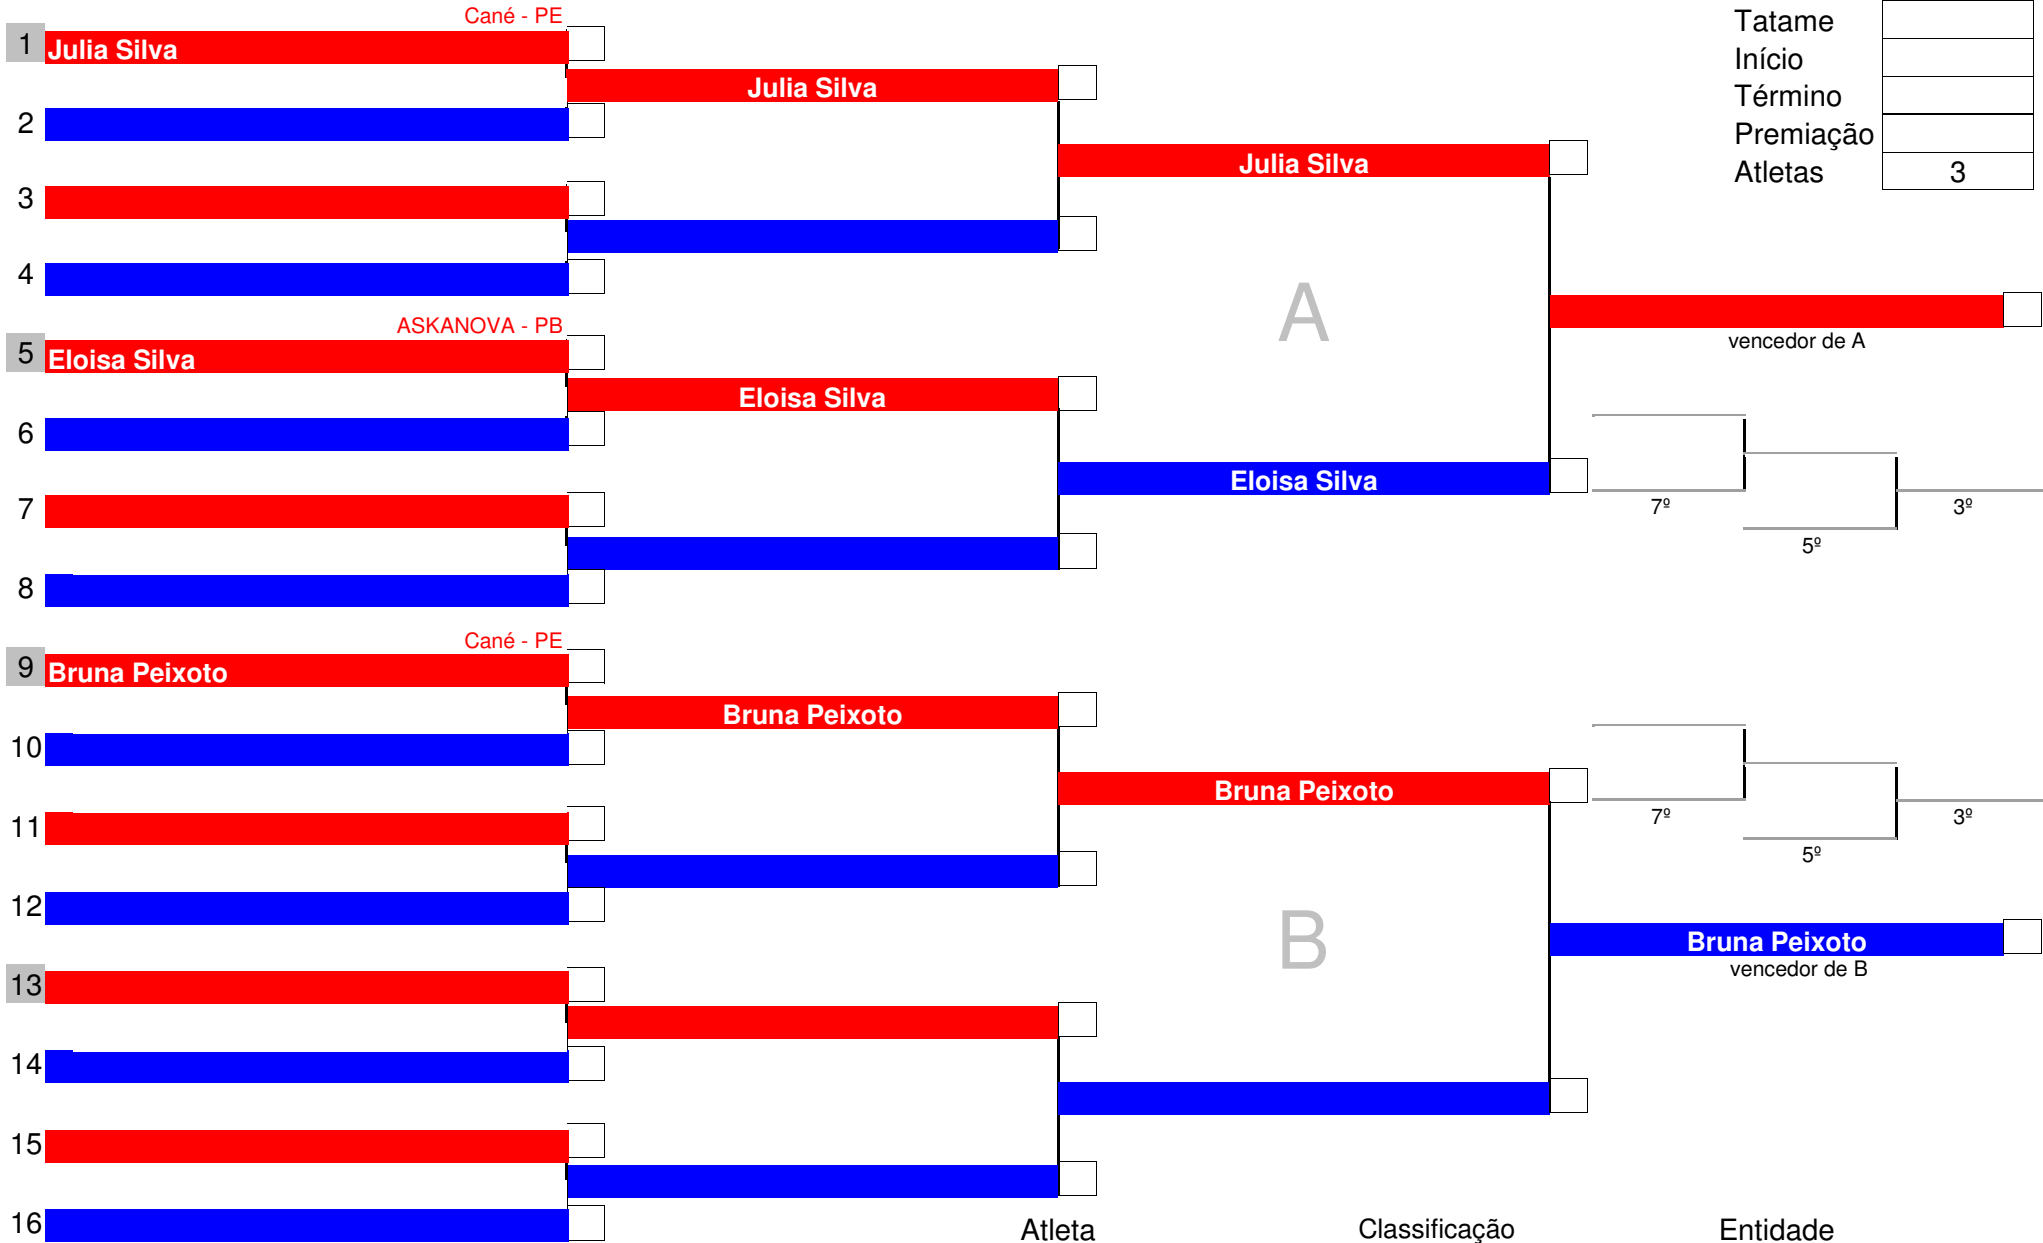 Cané - PE
1 Julia Silva
Julia Silva
2
Julia Silva
3
4
ASKANOVA - PB
5 Eloisa Silva
Eloisa Silva
6
Eloisa Silva
7
8
A
Cané - PE
9 Bruna Peixoto
Bruna Peixoto
10
Bruna Peixoto
11
12
B
13
14
15
16
Tatame
Início
Término
Premiação
Atletas 3
vencedor de A
7º
5º
3º
7º
5º
3º
Bruna Peixoto
vencedor de B
Atleta Classificação Entidade